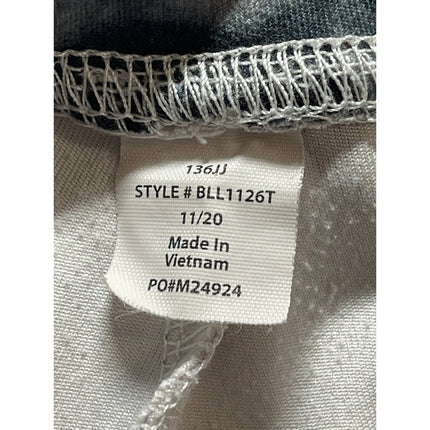 136JJ
STYLE # BLL1126T
11/20
Made In
Vietnam
PO#M24924